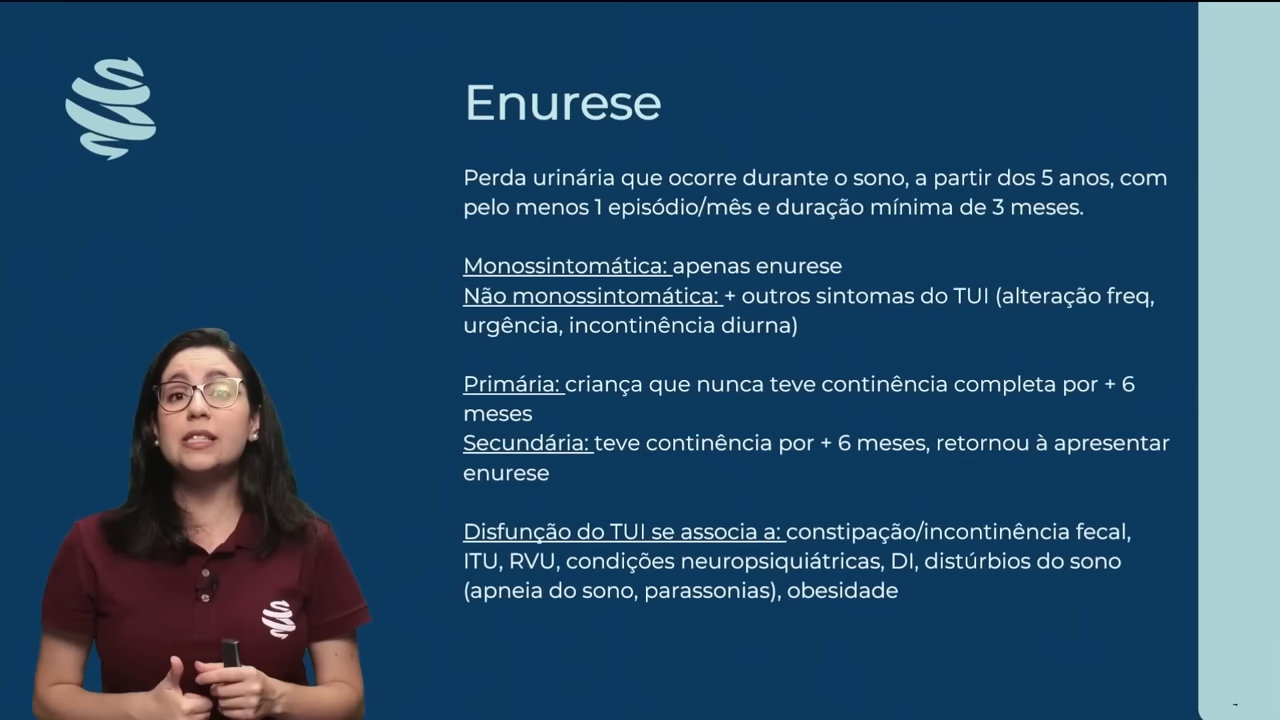 Enurese
Perda urinária que ocorre durante o sono, a partir dos 5 anos, com
pelo menos 1 episódio/mês e duração mínima de 3 meses.
Monossintomática: apenas enurese
Não monossintomática: + outros sintomas do TUI (alteração freq,
urgência, incontinência diurna)
Primária: criança que nunca teve continência completa por + 6
meses
Secundária: teve continência por + 6 meses, retornou à apresentar
enurese
Disfunção do TUI se associa a: constipação/incontinência fecal,
ITU, RVU, condições neuropsiquiátricas, DI, distúrbios do sono
(apneia do sono, parassonias), obesidade